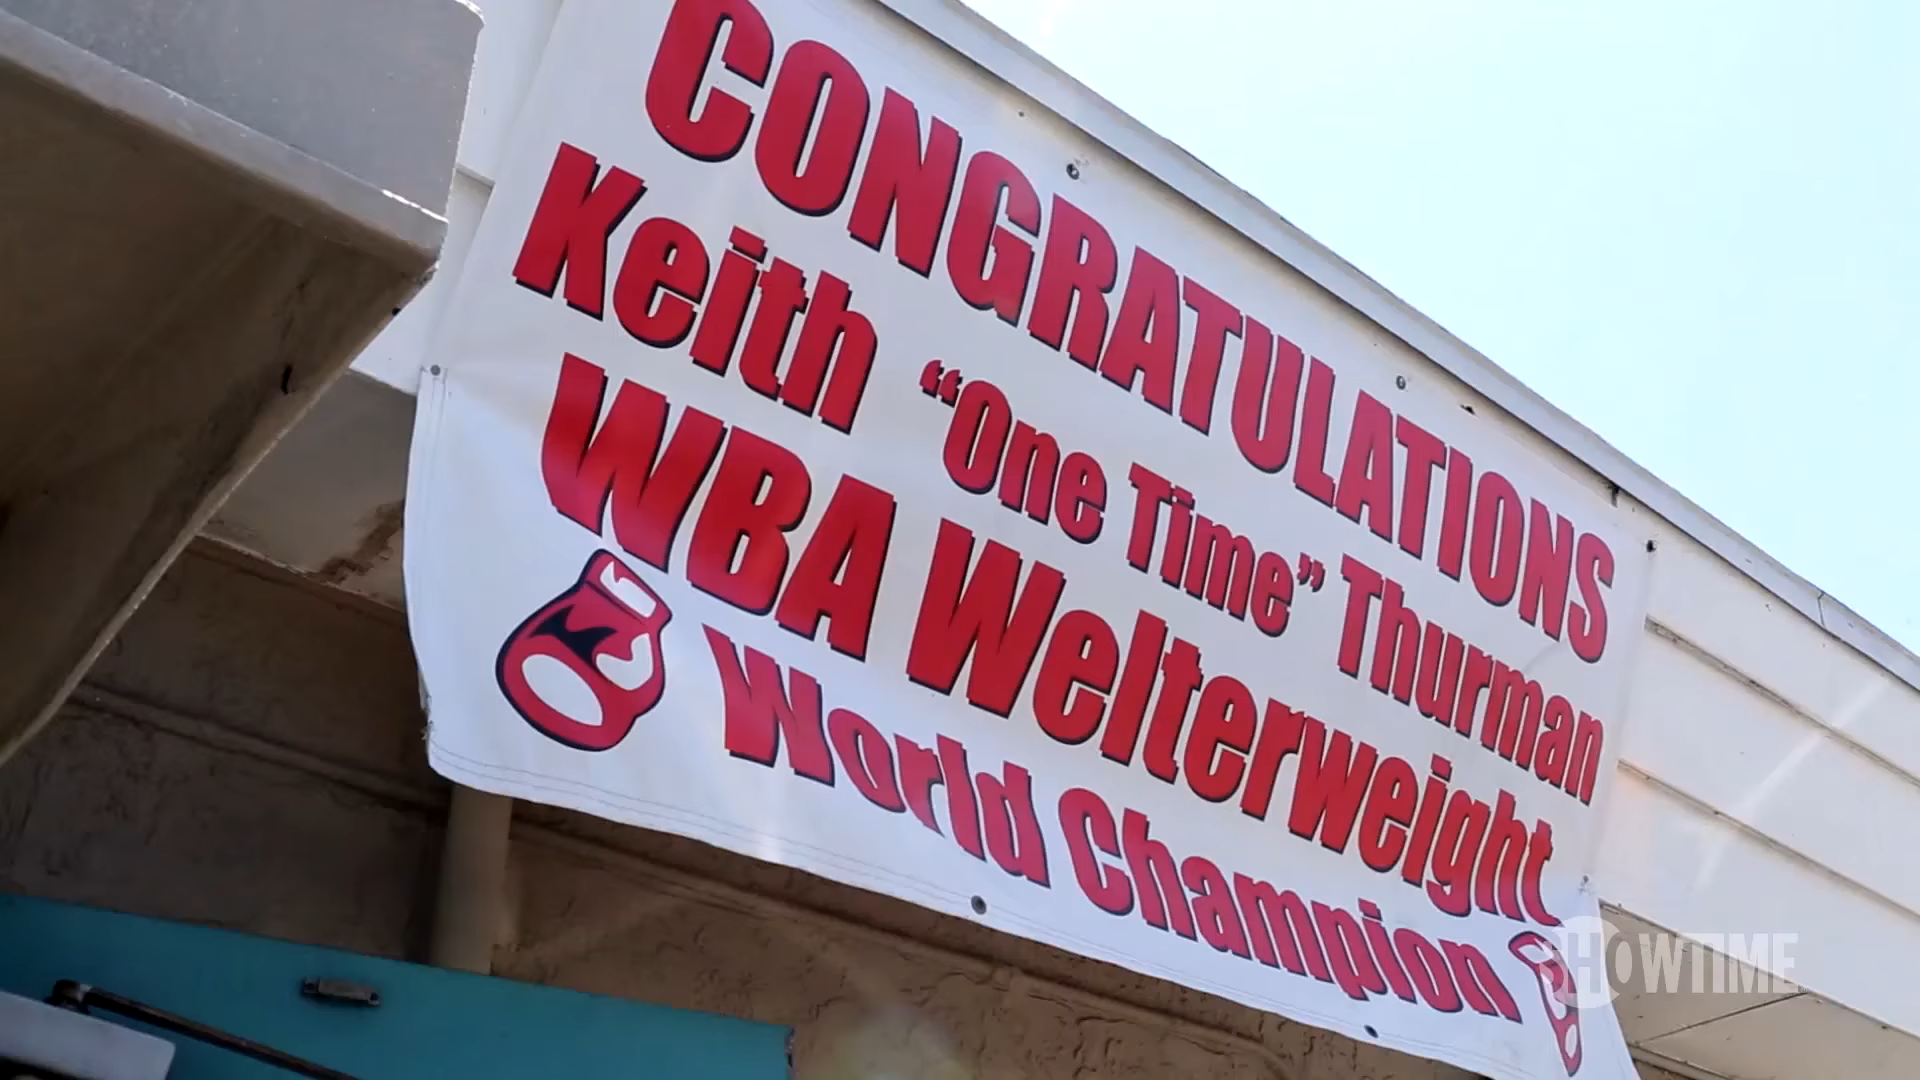 CONGRATULATIONS
Keith “One Time” Thurman
WBA Welterweight
World Champion
SHOWTIME